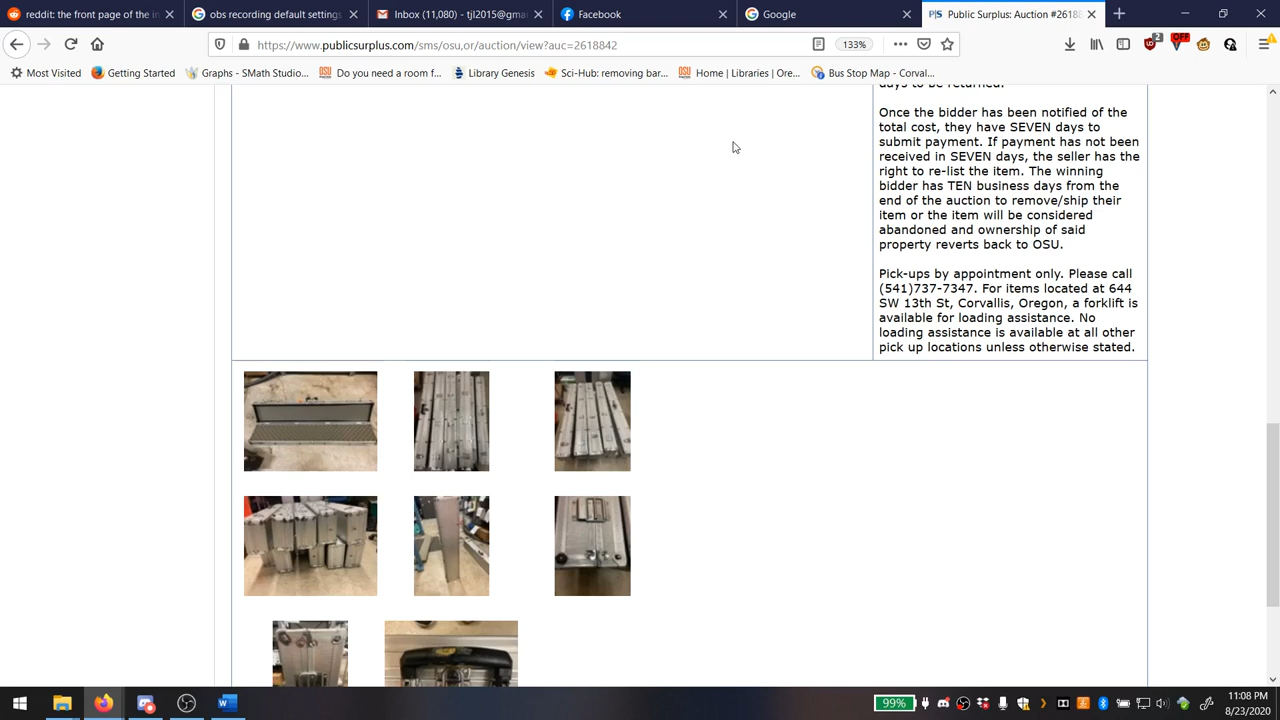 reddit: the front page of the in
obs recording default settings
Inbox (11,080) - tjl2015@gma
Facebook
Google
Public Surplus: Auction #26188
https://www.publicsurplus.com/sms/osu,or/auction/view?auc=2618842
133%
2
OFF
Most Visited
Getting Started
Graphs - SMath Studio...
Do you need a room f...
Library Genesis
Sci-Hub: removing bar...
Home | Libraries | Ore...
Bus Stop Map - Corval...
days to be returned.
Once the bidder has been notified of the
total cost, they have SEVEN days to
submit payment. If payment has not been
received in SEVEN days, the seller has the
right to re-list the item. The winning
bidder has TEN business days from the
end of the auction to remove/ship their
item or the item will be considered
abandoned and ownership of said
property reverts back to OSU.
Pick-ups by appointment only. Please call
(541)737-7347. For items located at 644
SW 13th St, Corvallis, Oregon, a forklift is
available for loading assistance. No
loading assistance is available at all other
pick up locations unless otherwise stated.
99%
11:08 PM
8/23/2020